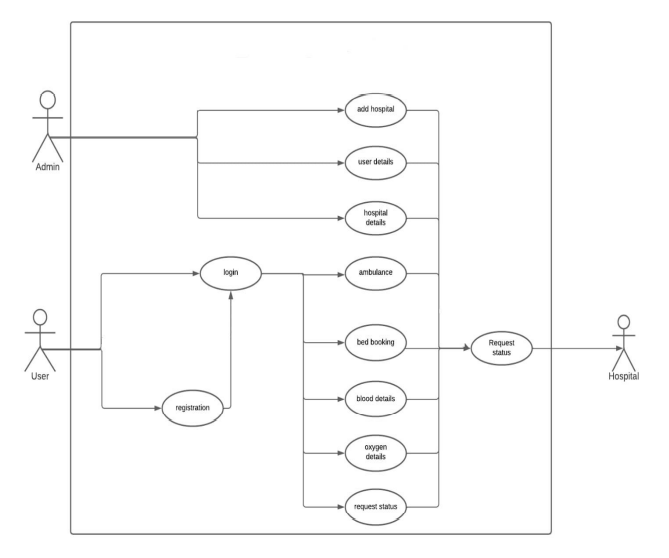 add hospital
Admin
user details
hospital
details
login
ambulance
User
registration
bed booking
Request
status
Hospital
blood details
oxygen
details
request status